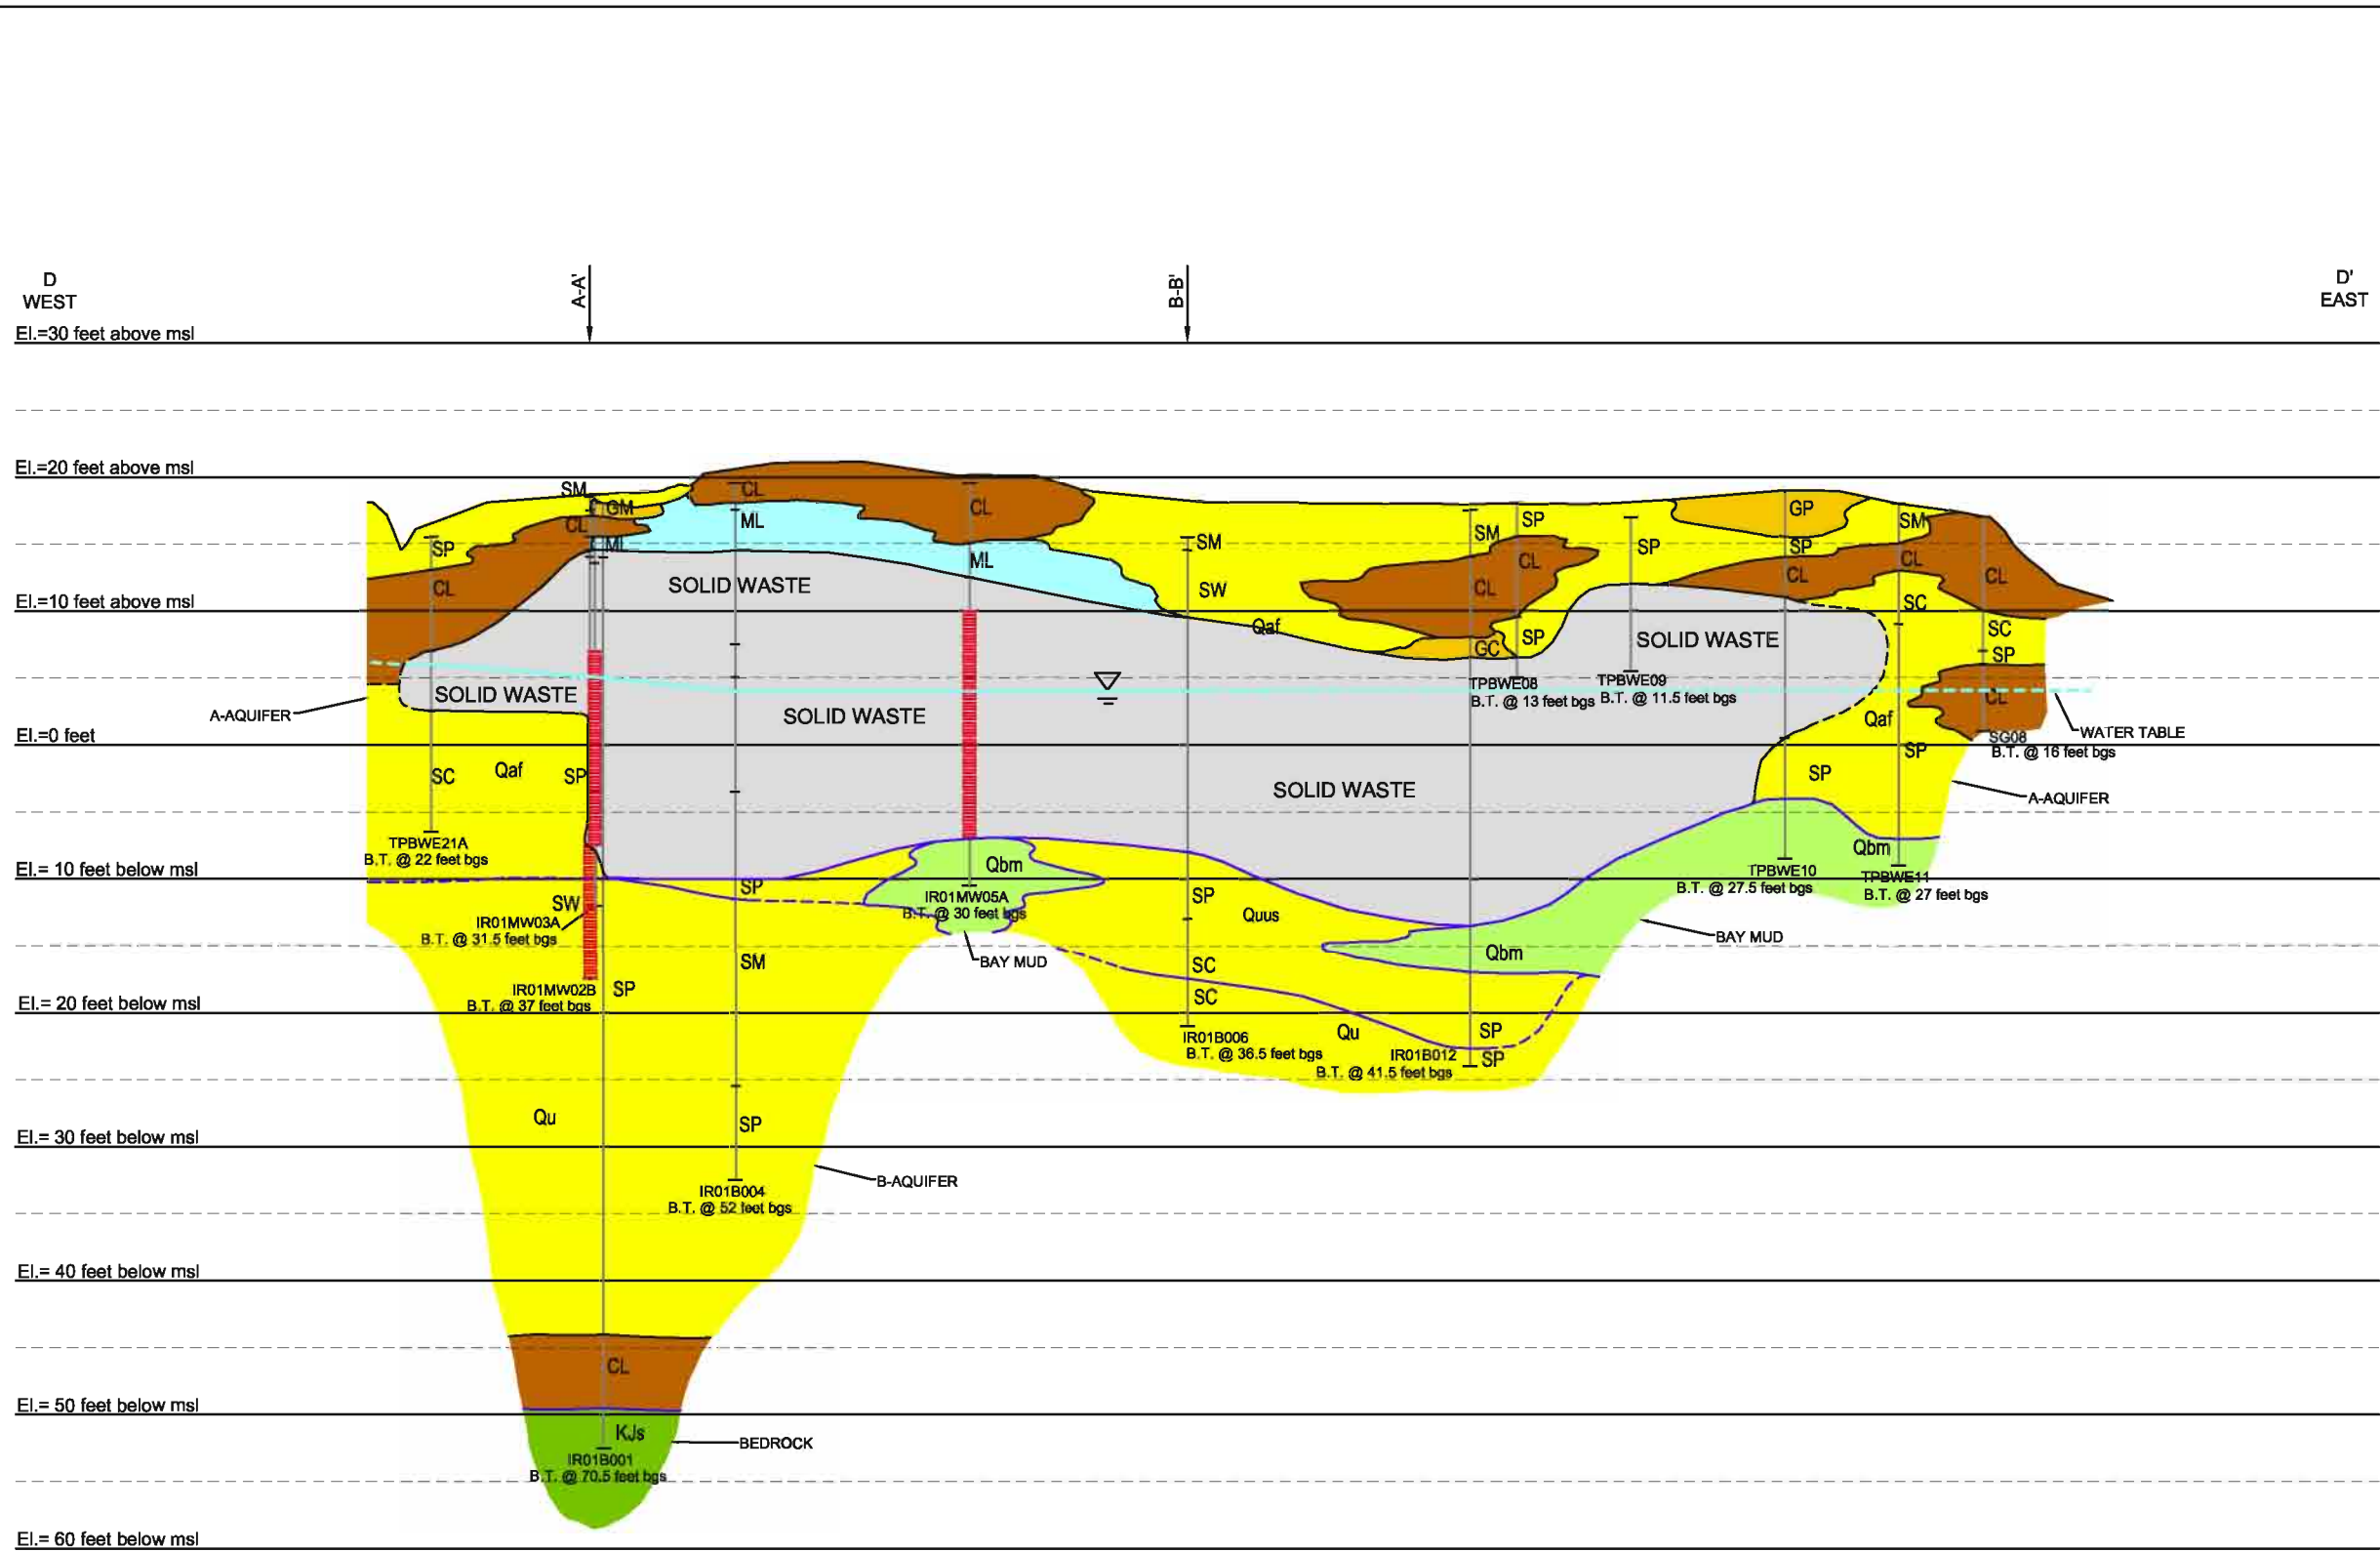 D
WEST
A-A'
B-B'
D'
EAST
El.=30 feet above msl
El.=20 feet above msl
SM
GM
CL
ML
SP
CL
CL
ML
CL
ML
SM
SW
Qaf
SM
SP
CL
CL
GC
SP
SP
GP
SP
CL
SM
CL
SC
CL
SC
SP
CL
SOLID WASTE
El.=10 feet above msl
SOLID WASTE
SOLID WASTE
A-AQUIFER
SOLID WASTE
TPBWE08
B.T. @ 13 feet bgs
TPBWE09
B.T. @ 11.5 feet bgs
Qaf
SP
WATER TABLE
SG08
B.T. @ 16 feet bgs
El.=0 feet
SC
Qaf
SP
SOLID WASTE
SP
A-AQUIFER
TPBWE21A
B.T. @ 22 feet bgs
El.= 10 feet below msl
Qbm
Qbm
TPBWE10
B.T. @ 27.5 feet bgs
TPBWE11
B.T. @ 27 feet bgs
SP
IR01MW05A
B.T. @ 30 feet bgs
SP
Quus
SW
IR01MW03A
B.T. @ 31.5 feet bgs
BAY MUD
Qbm
BAY MUD
SM
SC
IR01MW02B
B.T. @ 37 feet bgs
SP
SC
El.= 20 feet below msl
Qu
SP
IR01B006
B.T. @ 36.5 feet bgs
IR01B012
B.T. @ 41.5 feet bgs
SP
Qu
SP
El.= 30 feet below msl
B-AQUIFER
IR01B004
B.T. @ 52 feet bgs
El.= 40 feet below msl
CL
El.= 50 feet below msl
KJs
BEDROCK
IR01B001
B.T. @ 70.5 feet bgs
El.= 60 feet below msl